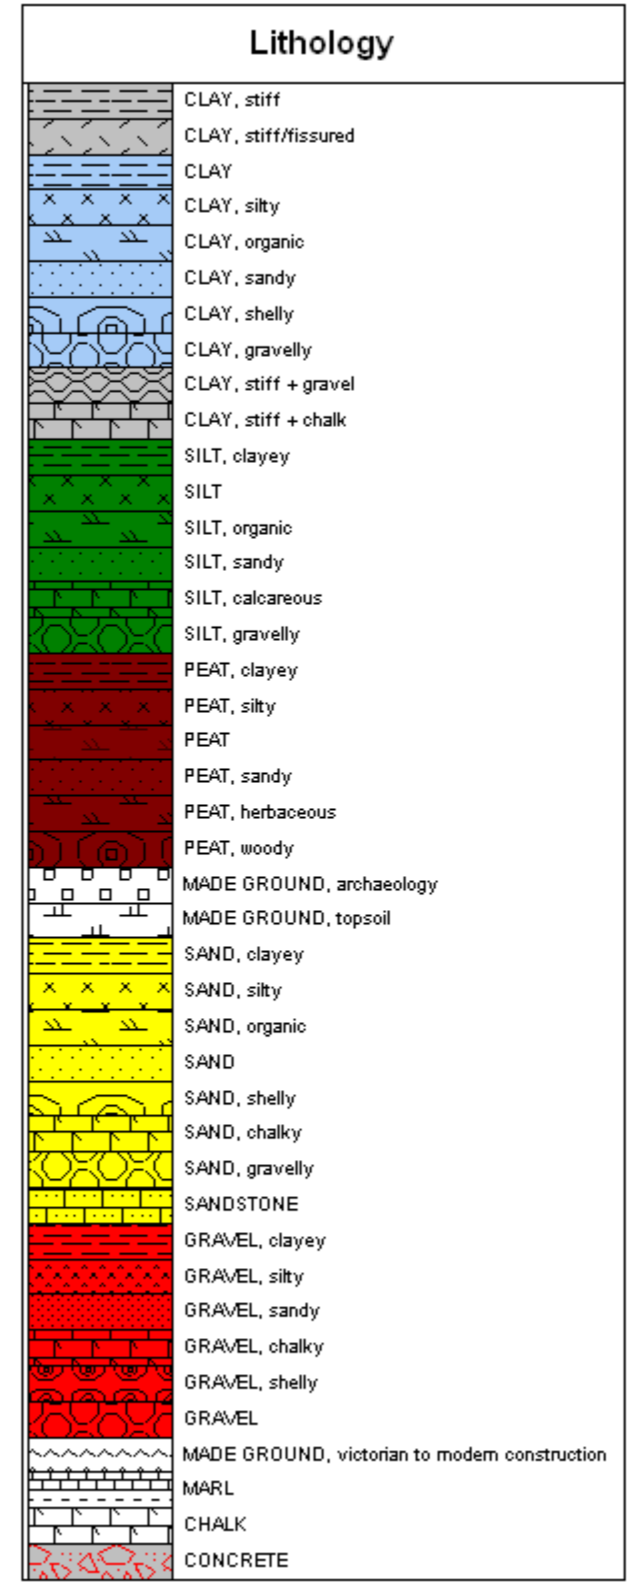 Lithology
CLAY, stiff
CLAY, stiff/fissured
CLAY
CLAY, silty
CLAY, organic
CLAY, sandy
CLAY, shelly
CLAY, gravelly
CLAY, stiff + gravel
CLAY, stiff + chalk
SILT, clayey
SILT
SILT, organic
SILT, sandy
SILT, calcareous
SILT, gravelly
PEAT, clayey
PEAT, silty
PEAT
PEAT, sandy
PEAT, herbaceous
PEAT, woody
MADE GROUND, archaeology
MADE GROUND, topsoil
SAND, clayey
SAND, silty
SAND, organic
SAND
SAND, shelly
SAND, chalky
SAND, gravelly
SANDSTONE
GRAVEL, clayey
GRAVEL, silty
GRAVEL, sandy
GRAVEL, chalky
GRAVEL, shelly
GRAVEL
MADE GROUND, victorian to modern construction
MARL
CHALK
CONCRETE